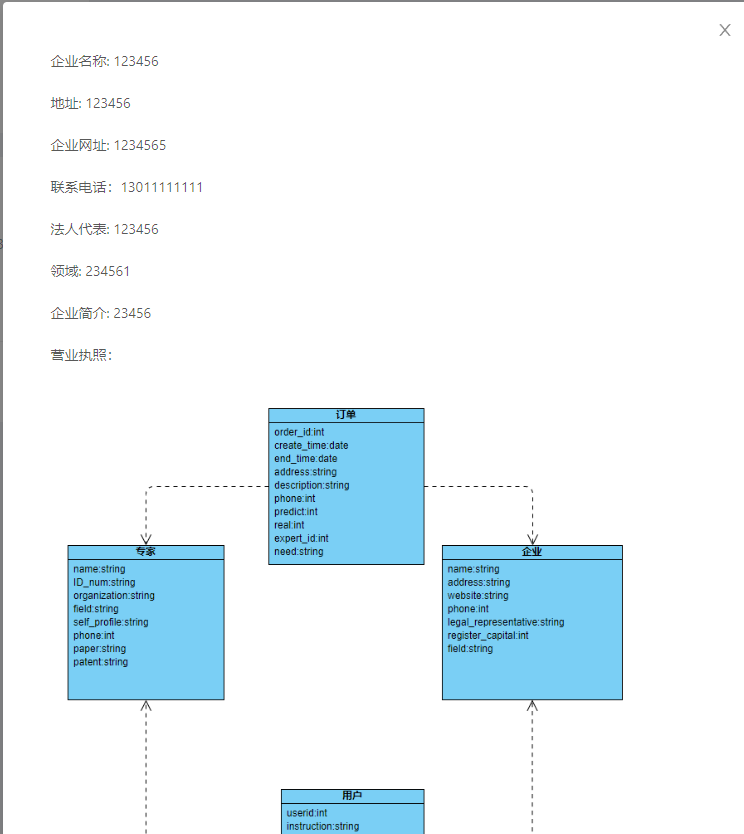 企业名称: 123456
地址: 123456
企业网址: 1234565
联系电话：13011111111
法人代表: 123456
领域: 234561
企业简介: 23456
营业执照：
订单
order_id:int
create_time:date
end_time:date
address:string
description:string
phone:int
predict:int
real:int
expert_id:int
need:string
专家
name:string
ID_num:string
organization:string
field:string
self_profile:string
phone:int
paper:string
patent:string
企业
name:string
address:string
website:string
phone:int
legal_representative:string
register_capital:int
field:string
用户
userid:int
instruction:string